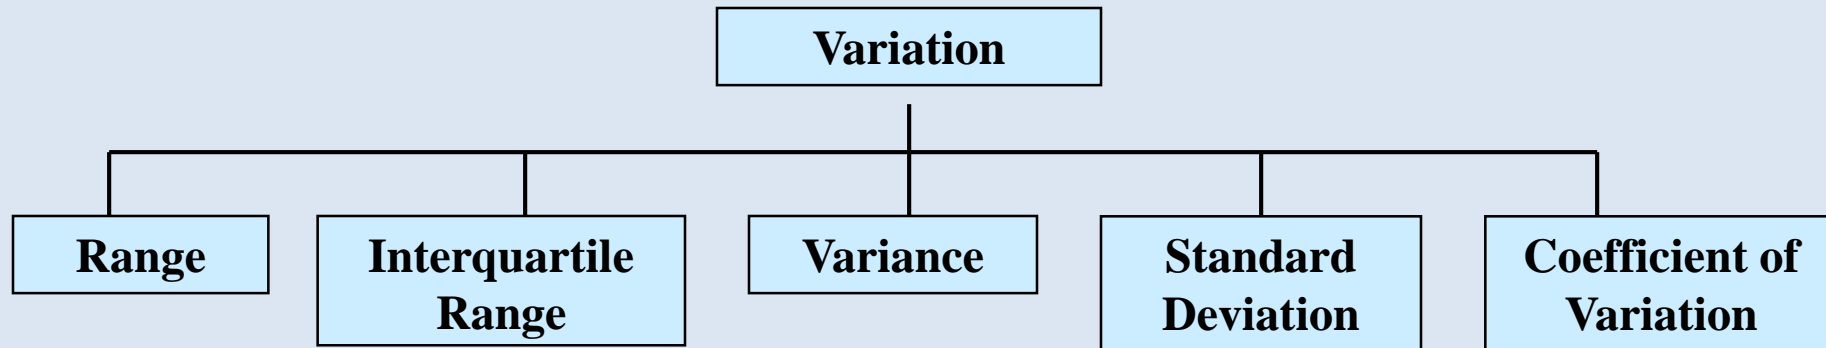 Variation
Range
Interquartile
Range
Variance
Standard
Deviation
Coefficient of
Variation